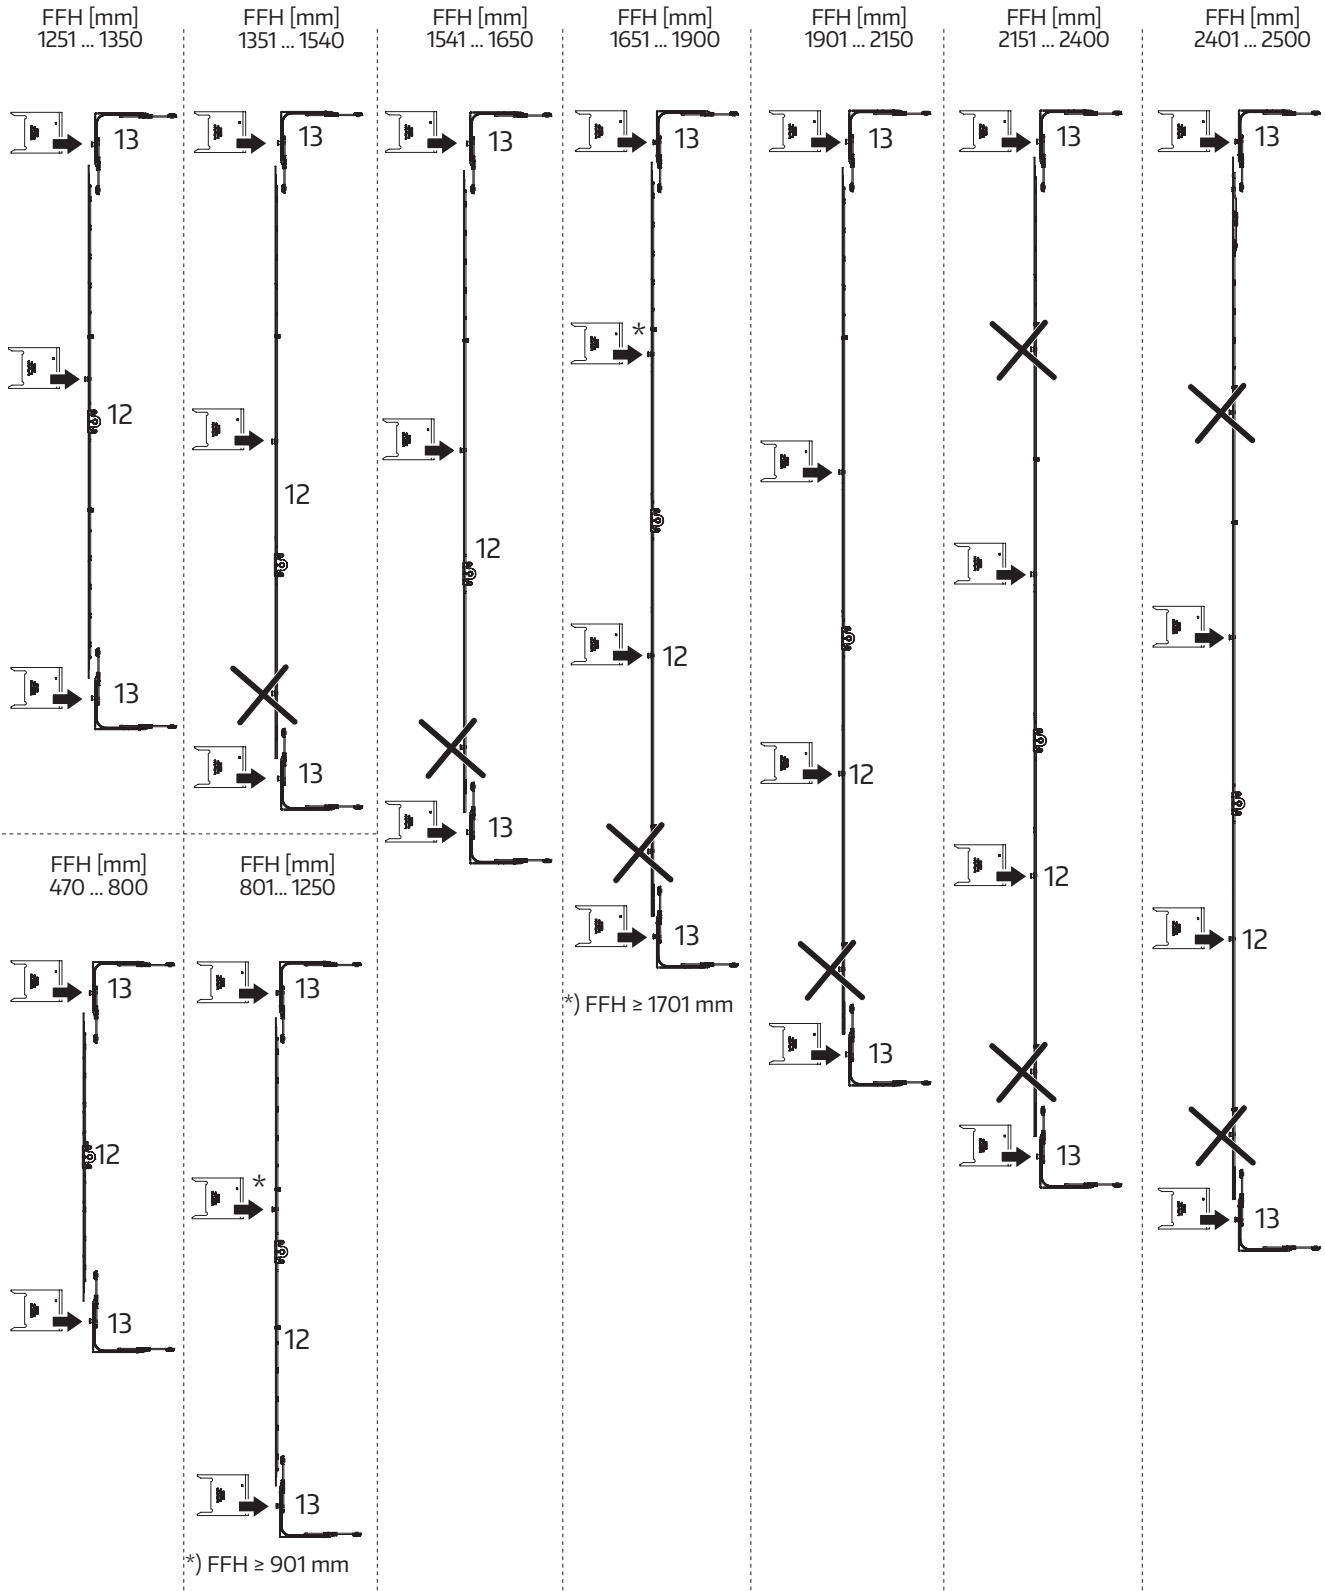 FFH [mm]
1251 ... 1350
13
12
13
FFH [mm]
1351 ... 1540
13
12
13
FFH [mm]
1541 ... 1650
13
12
13
FFH [mm]
1651 ... 1900
13
*
12
13
*) FFH ≥ 1701 mm
FFH [mm]
1901 ... 2150
13
12
13
FFH [mm]
2151 ... 2400
13
12
13
FFH [mm]
2401 ... 2500
13
12
13
FFH [mm]
470 ... 800
13
12
13
FFH [mm]
801... 1250
13
*
12
13
*) FFH ≥ 901 mm